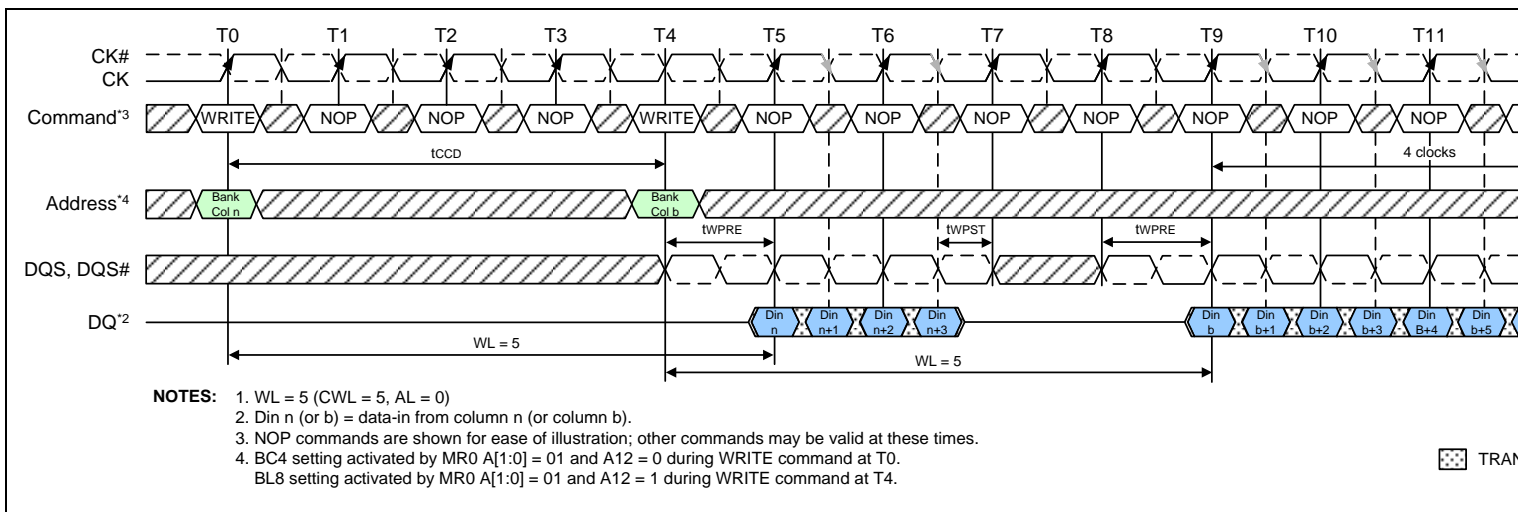 T0 T1 T2 T3 T4 T5 T6 T7 T8 T9 T10 T11
CK#
CK
Command*3 WRITE NOP NOP NOP WRITE NOP NOP NOP NOP NOP NOP NOP
tCCD 4 clocks
Address*4 Bank Col n Bank Col b
tWPRE tWPST tWPRE
DQS, DQS#
DQ*2 Din n Din n+1 Din n+2 Din n+3 Din b Din b+1 Din b+2 Din b+3 Din B+4 Din b+5
WL = 5
WL = 5
NOTES: 1. WL = 5 (CWL = 5, AL = 0)
2. Din n (or b) = data-in from column n (or column b).
3. NOP commands are shown for ease of illustration; other commands may be valid at these times.
4. BC4 setting activated by MR0 A[1:0] = 01 and A12 = 0 during WRITE command at T0.
BL8 setting activated by MR0 A[1:0] = 01 and A12 = 1 during WRITE command at T4.
TRAN